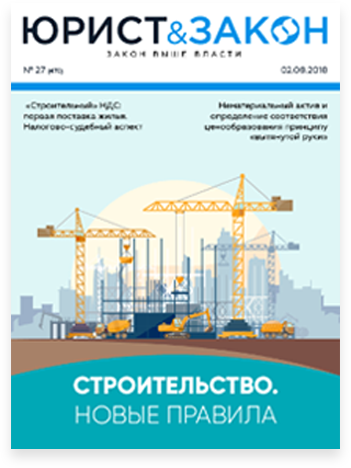 ЮРИСТ&ЗАКОН
ЗАКОН ВЫШЕ ВЛАСТИ
№ 27 (471)
02.08.2018
«Строительный» НДС:
первая поставка жилья.
Налогово-судебный аспект
Нематериальный актив и
определение соответствия
ценообразования принципу
«вытянутой руки»
СТРОИТЕЛЬСТВО.
НОВЫЕ ПРАВИЛА